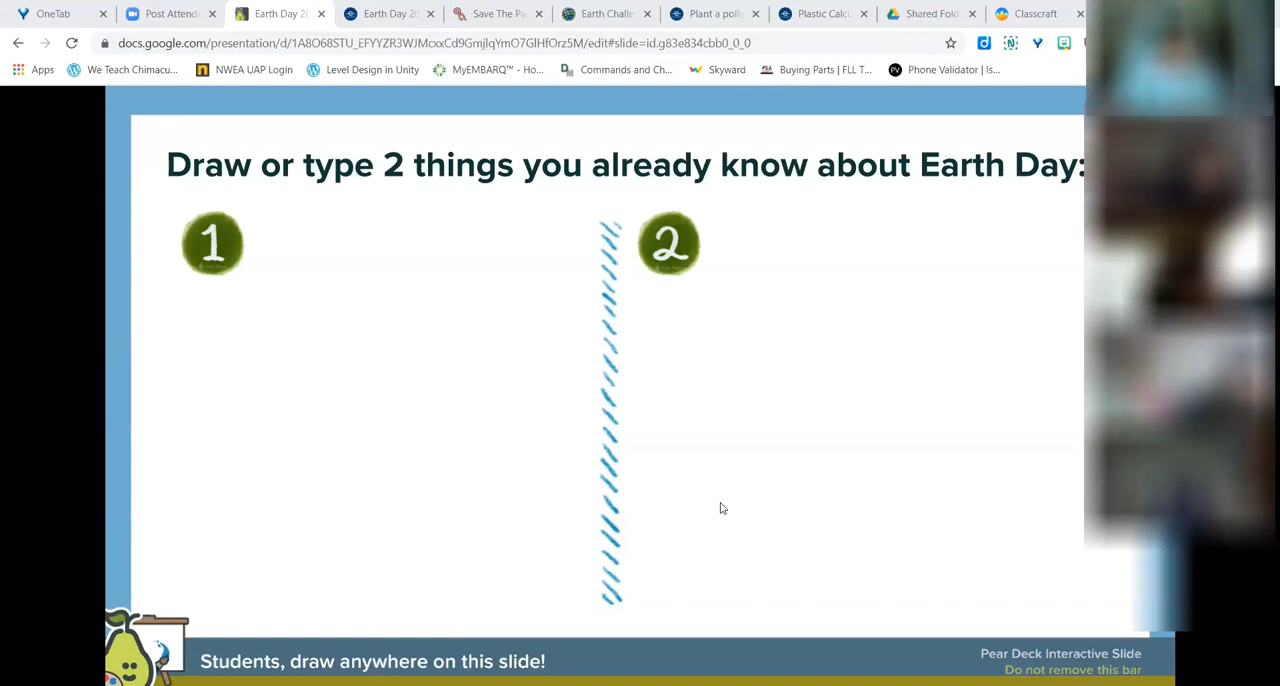 OneTab
Post Attend
Earth Day 20
Earth Day 20
Save The Pa
Earth Challe
Plant a polli
Plastic Calcu
Shared Fold
Classcraft
docs.google.com/presentation/d/1A8O68STU_EFYYZR3WJMcxxCd9GmjlqYmO7GlHfOrz5M/edit#slide=id.g83e834cbb0_0_0
Apps
We Teach Chimacu...
NWEA UAP Login
Level Design in Unity
MyEMBARQ™ - Ho...
Commands and Ch...
Skyward
Buying Parts | FLL T...
Phone Validator | Is...
Draw or type 2 things you already know about Earth Day:
1
2
Students, draw anywhere on this slide!
Pear Deck Interactive Slide
Do not remove this bar